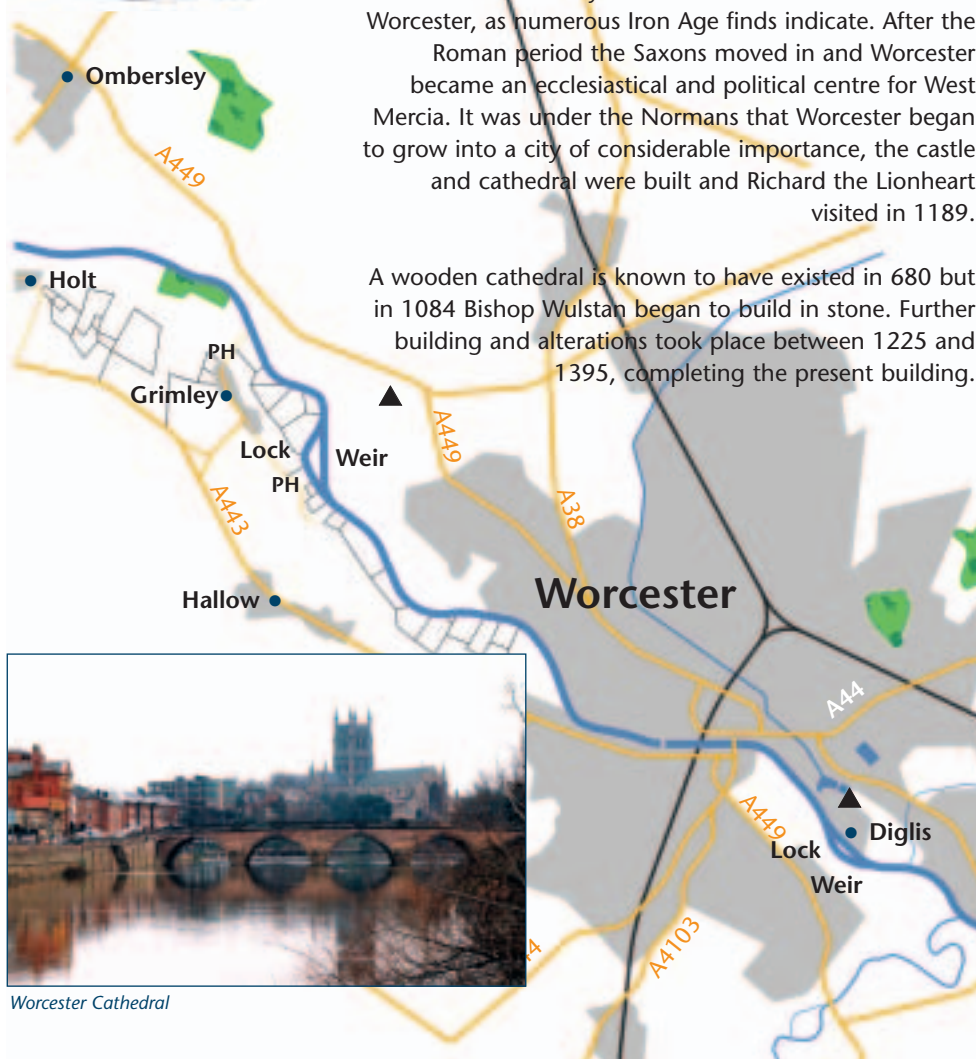 Worcester, as numerous Iron Age finds indicate. After the
Roman period the Saxons moved in and Worcester
became an ecclesiastical and political centre for West
Mercia. It was under the Normans that Worcester began
to grow into a city of considerable importance, the castle
and cathedral were built and Richard the Lionheart
visited in 1189.
A wooden cathedral is known to have existed in 680 but
in 1084 Bishop Wulstan began to build in stone. Further
building and alterations took place between 1225 and
1395, completing the present building.
Ombersley
A449
Holt
PH
Grimley
Lock
Weir
PH
A449
A443
A38
Hallow
Worcester
A44
A449
Diglis
Lock
Weir
A4103
Worcester Cathedral